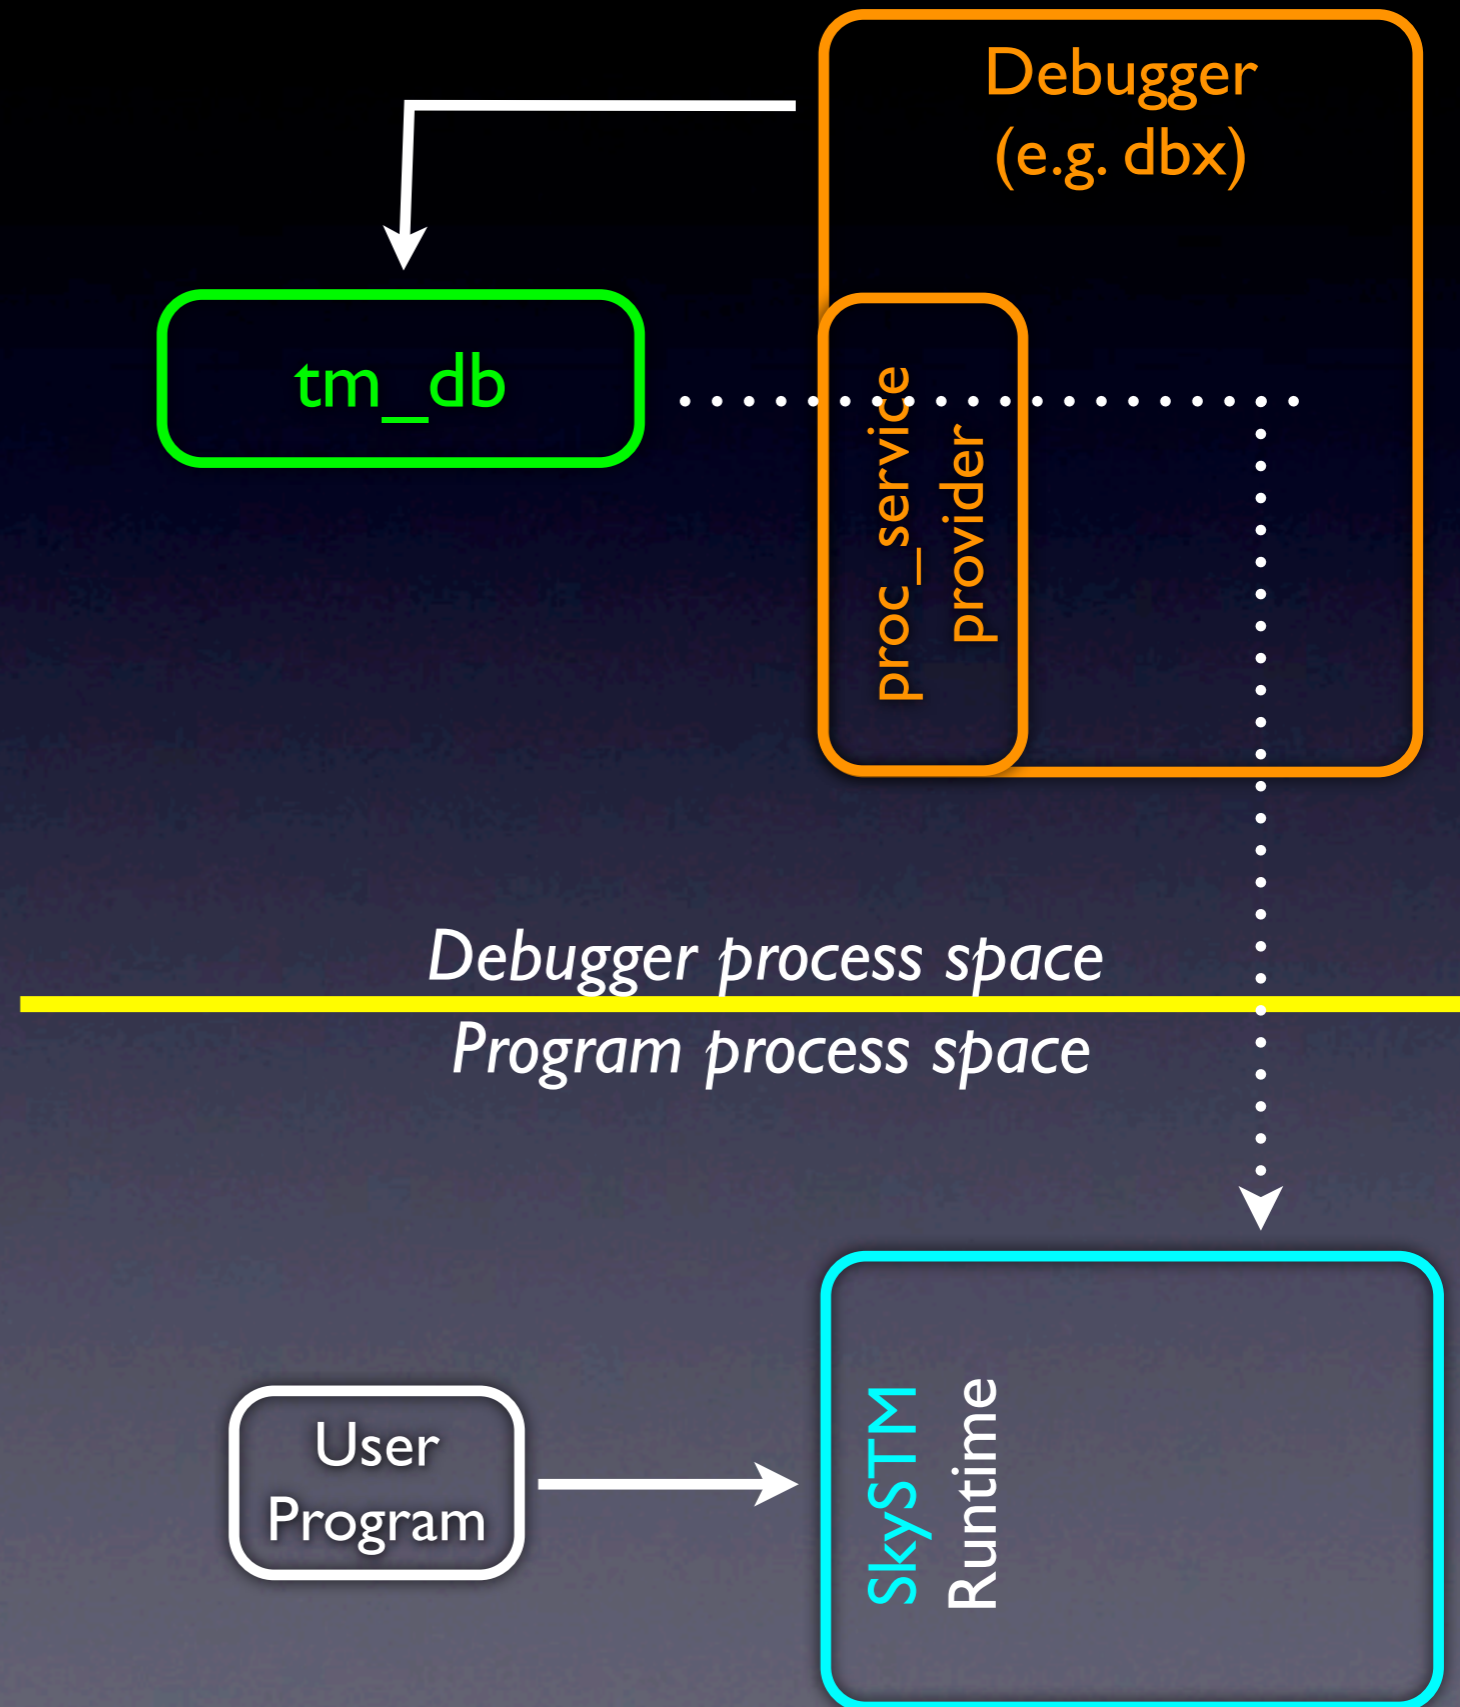 Debugger
(e.g. dbx)
tm_db
proc_service
provider
Debugger process space
Program process space
User
Program
SkySTM
Runtime